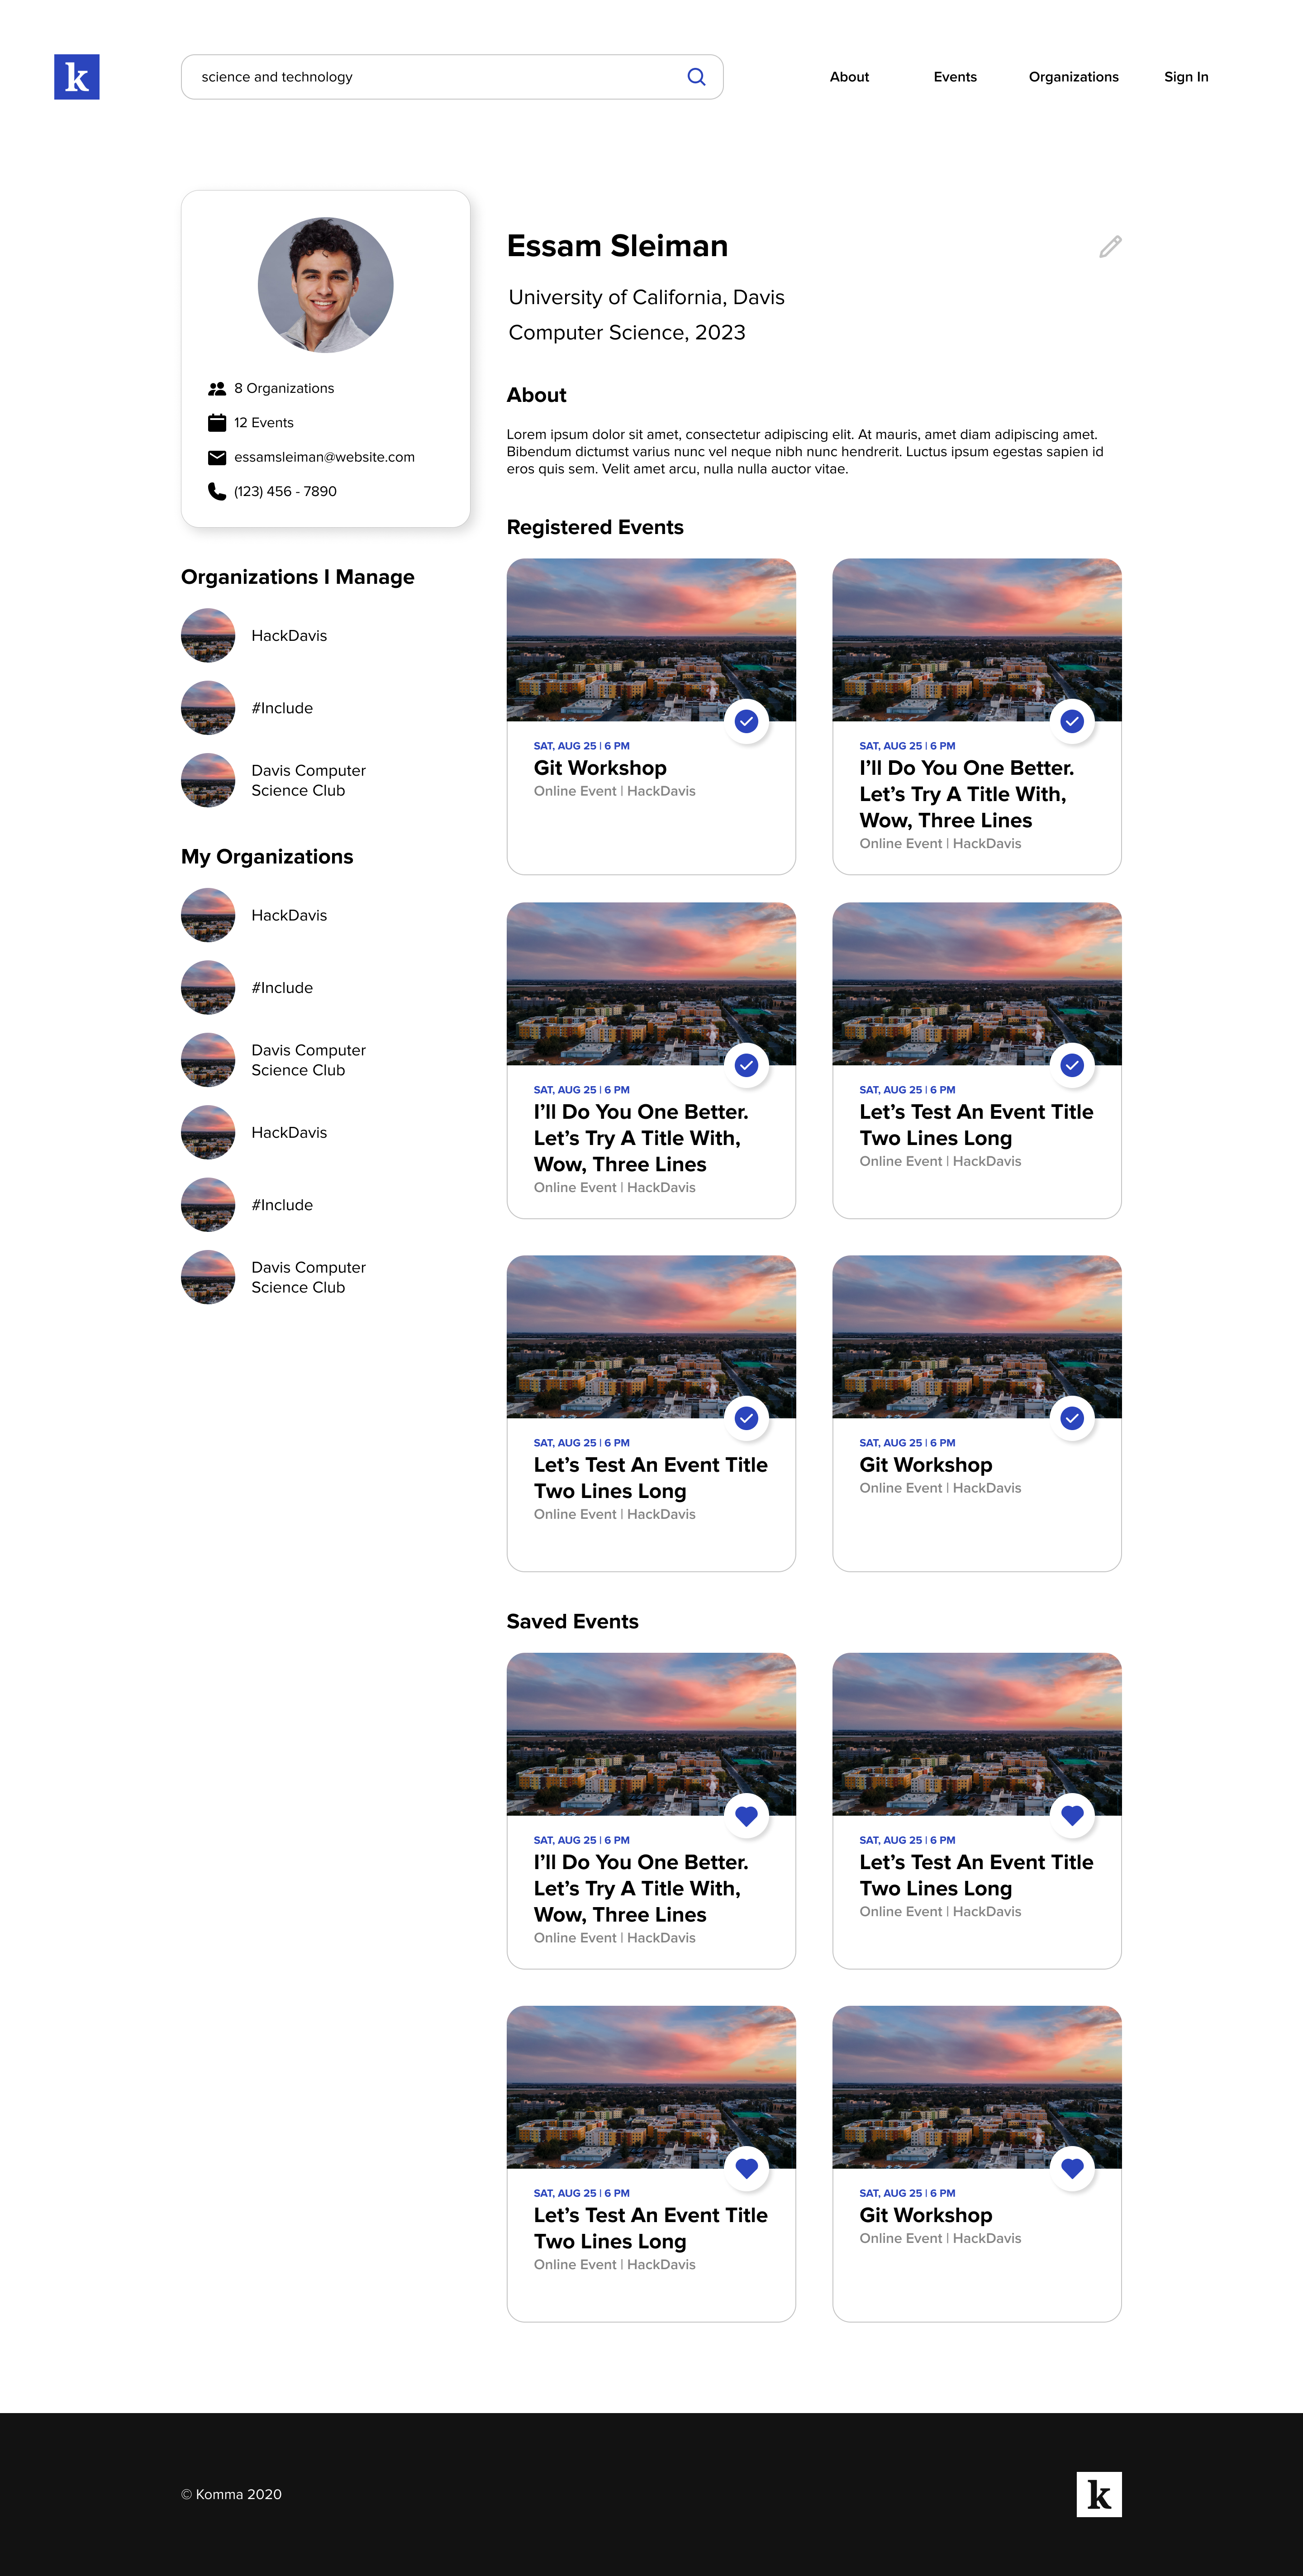 k
science and technology
About
Events
Organizations
Sign In
8 Organizations
12 Events
essamsleiman@website.com
(123) 456 - 7890
Organizations I Manage
HackDavis
#Include
Davis Computer
Science Club
My Organizations
HackDavis
#Include
Davis Computer
Science Club
HackDavis
#Include
Davis Computer
Science Club
Essam Sleiman
University of California, Davis
Computer Science, 2023
About
Lorem ipsum dolor sit amet, consectetur adipiscing elit. At mauris, amet diam adipiscing amet.
Bibendum dictumst varius nunc vel neque nibh nunc hendrerit. Luctus ipsum egestas sapien id
eros quis sem. Velit amet arcu, nulla nulla auctor vitae.
Registered Events
SAT, AUG 25 | 6 PM
Git Workshop
Online Event | HackDavis
SAT, AUG 25 | 6 PM
I’ll Do You One Better.
Let’s Try A Title With,
Wow, Three Lines
Online Event | HackDavis
SAT, AUG 25 | 6 PM
I’ll Do You One Better.
Let’s Try A Title With,
Wow, Three Lines
Online Event | HackDavis
SAT, AUG 25 | 6 PM
Let’s Test An Event Title
Two Lines Long
Online Event | HackDavis
SAT, AUG 25 | 6 PM
Let’s Test An Event Title
Two Lines Long
Online Event | HackDavis
SAT, AUG 25 | 6 PM
Git Workshop
Online Event | HackDavis
Saved Events
SAT, AUG 25 | 6 PM
I’ll Do You One Better.
Let’s Try A Title With,
Wow, Three Lines
Online Event | HackDavis
SAT, AUG 25 | 6 PM
Let’s Test An Event Title
Two Lines Long
Online Event | HackDavis
SAT, AUG 25 | 6 PM
Let’s Test An Event Title
Two Lines Long
Online Event | HackDavis
SAT, AUG 25 | 6 PM
Git Workshop
Online Event | HackDavis
© Komma 2020
k